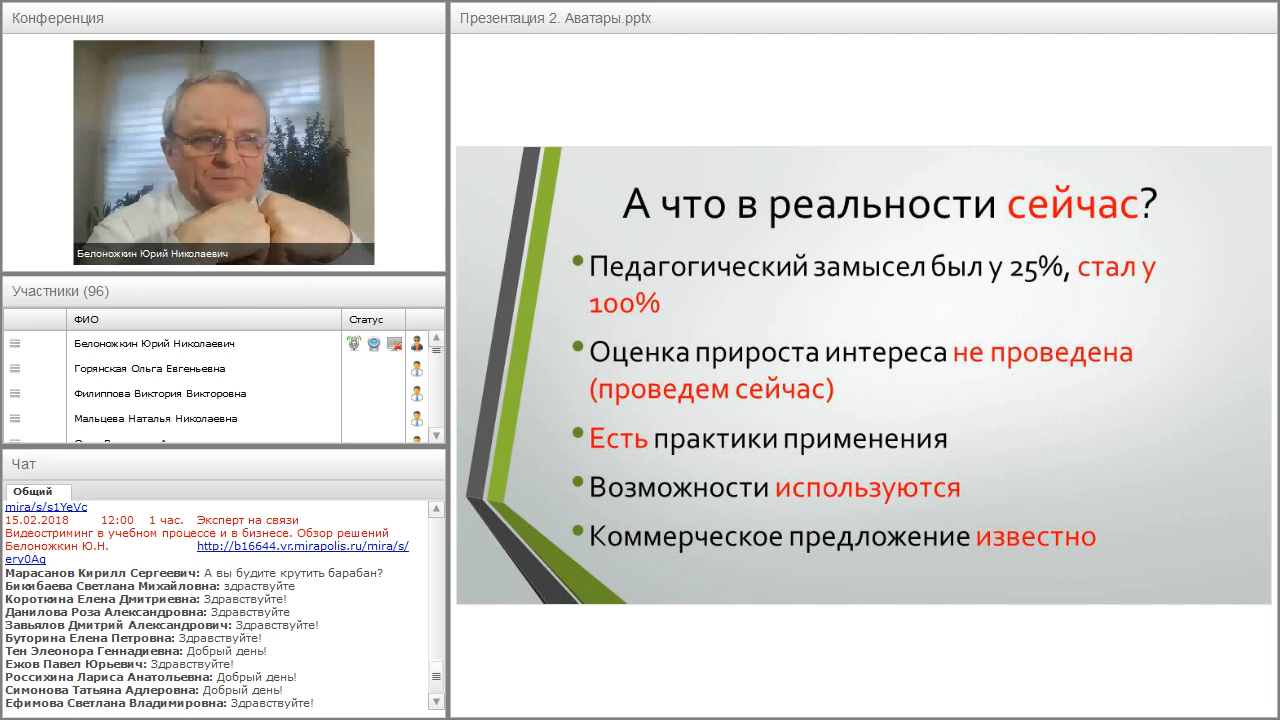 Конференция
Белоножкин Юрий Николаевич
Участники (96)
ФИО
Статус
Белоножкин Юрий Николаевич
Горянская Ольга Евгеньевна
Филиппова Виктория Викторовна
Мальцева Наталья Николаевна
Чат
Общий
mira/s/s1YeVc
15.02.2018 12:00 1 час. Эксперт на связи
Видеостриминг в учебном процессе и в бизнесе. Обзор решений
Белоножкин Ю.Н. http://b16644.vr.mirapolis.ru/mira/s/
erv0Aq
Марасанов Кирилл Сергеевич: А вы будите крутить барабан?
Бикибаева Светлана Михайловна: здраствуйте
Короткина Елена Дмитриевна: Здравствуйте!
Данилова Роза Александровна: Здравствуйте
Завьялов Дмитрий Александрович: Здравствуйте!
Буторина Елена Петровна: Здравствуйте!
Тен Элеонора Геннадиевна: Добрый день!
Ежов Павел Юрьевич: Здравствуйте!
Россихина Лариса Анатольевна: Добрый день!
Симонова Татьяна Адлеровна: Добрый день!
Ефимова Светлана Владимировна: Здравствуйте!
Презентация 2. Аватары.pptx
А что в реальности сейчас?
Педагогический замысел был у 25%, стал у
100%
Оценка прироста интереса не проведена
(проведем сейчас)
Есть практики применения
Возможности используются
Коммерческое предложение известно